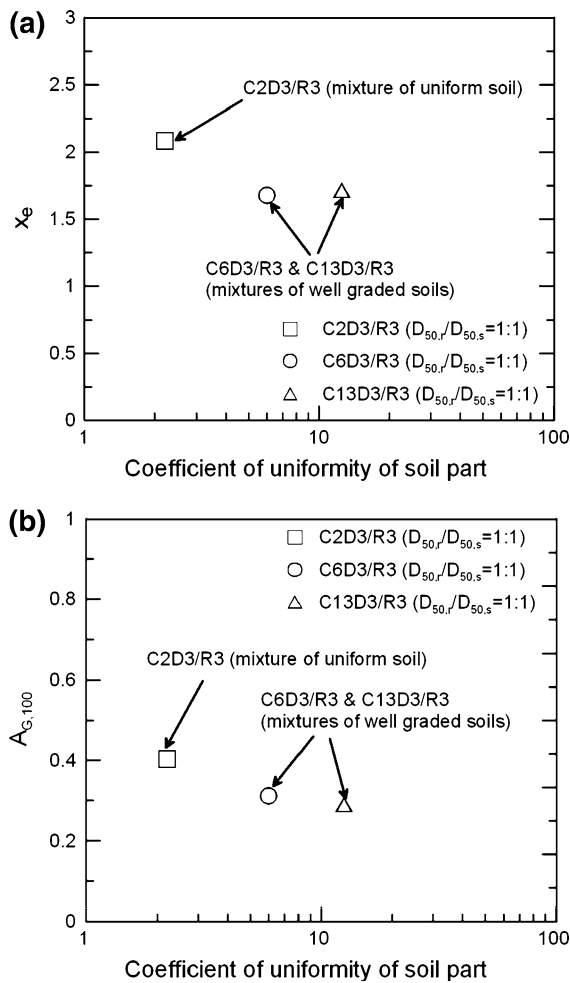 (a)
3
2.5
2
1.5
1
0.5
0
x_e
C2D3/R3 (mixture of uniform soil)
C6D3/R3 & C13D3/R3
(mixtures of well graded soils)
C2D3/R3 (D50,r/D50,s=1:1)
C6D3/R3 (D50,r/D50,s=1:1)
C13D3/R3 (D50,r/D50,s=1:1)
1 10 100
Coefficient of uniformity of soil part
(b)
1
0.8
0.6
0.4
0.2
0
A_G,100
C2D3/R3 (D50,r/D50,s=1:1)
C6D3/R3 (D50,r/D50,s=1:1)
C13D3/R3 (D50,r/D50,s=1:1)
C2D3/R3 (mixture of uniform soil)
C6D3/R3 & C13D3/R3
(mixtures of well graded soils)
1 10 100
Coefficient of uniformity of soil part